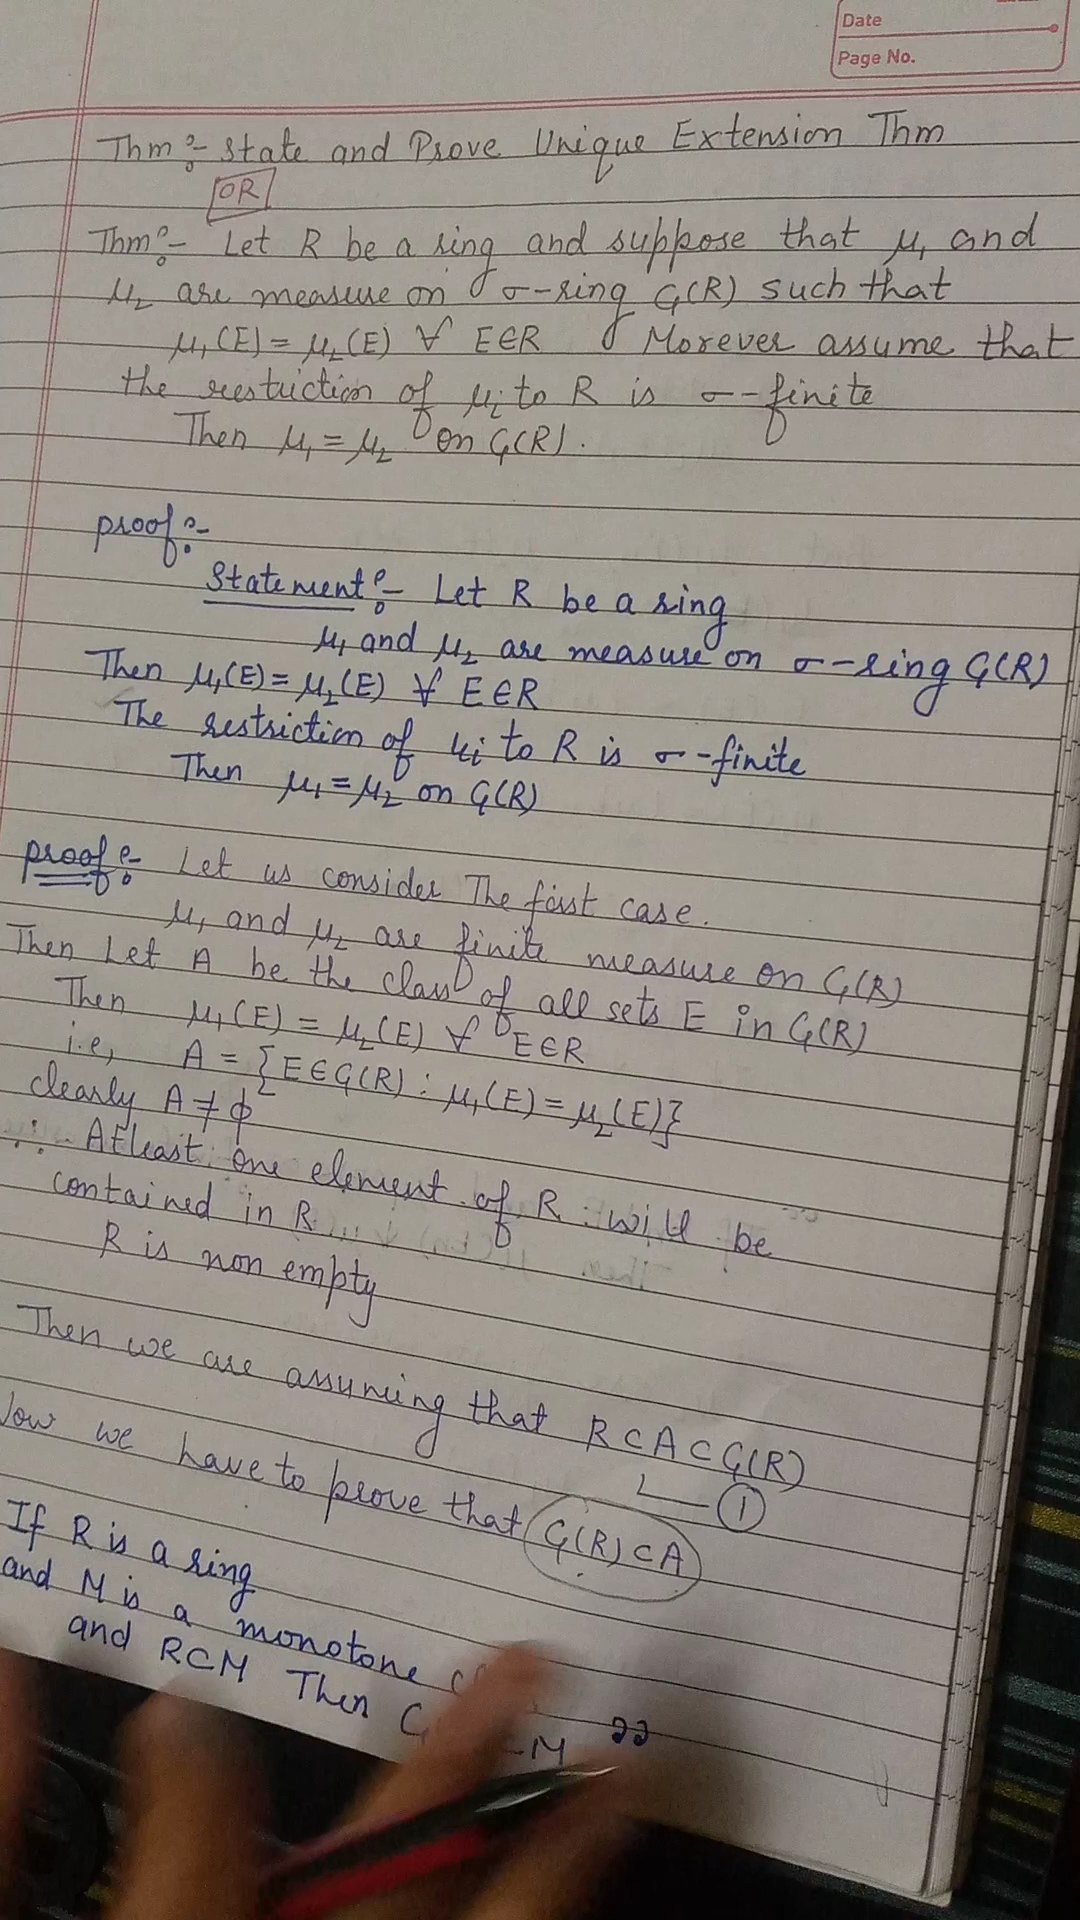 Date
Page No.
Thm:- State and Prove Unique Extension Thm
OR
Thm:- Let R be a ring and suppose that μ₁ and
μ₂ are measure on σ-ring G(R) such that
μ₁(E) = μ₂(E) ∀ E∈R Morever assume that
the restriction of μᵢ to R is σ-finite
Then μ₁ = μ₂ on G(R).
proof:-
Statement:- Let R be a ring
μ₁ and μ₂ are measure on σ-ring G(R)
Then μ₁(E) = μ₂(E) ∀ E∈R
The restriction of μᵢ to R is σ-finite
Then μ₁ = μ₂ on G(R)
proof:- Let us consider The first case.
μ₁ and μ₂ are finite measure on G(R)
Then Let A be the class of all sets E in G(R)
Then μ₁(E) = μ₂(E) ∀ E∈R
i.e, A = {E∈G(R) : μ₁(E) = μ₂(E)}
clearly A ≠ ϕ
∵ Atleast one element of R will be
contained in R
R is non empty
Then we are assuming that R⊂A⊂G(R)
①
Now we have to prove that G(R)⊂A
If R is a ring
and M is a monotone
and R⊂M Then M "